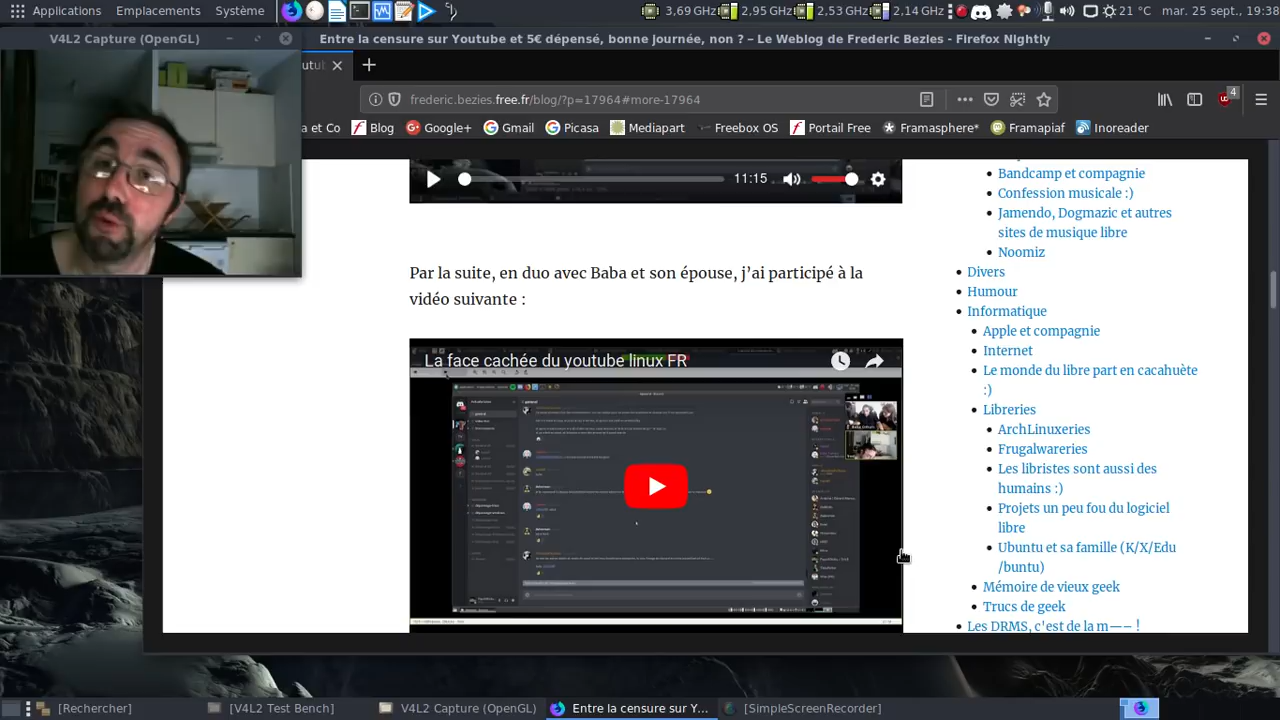 Applications Emplacements Système 3,69 GHz 2,95 GHz 2,53 GHz 2,14 GHz 21 °C mar. 25 sept., 19:38
V4L2 Capture (OpenGL)
Entre la censure sur Youtube et 5€ dépensé, bonne journée, non ? – Le Weblog de Frederic Bezies - Firefox Nightly
utub
frederic.bezies.free.fr/blog/?p=17964#more-17964
4
a et Co Blog Google+ Gmail Picasa Mediapart Freebox OS Portail Free Framasphere* Framapiaf Inoreader
11:15
Par la suite, en duo avec Baba et son épouse, j’ai participé à la
vidéo suivante :
La face cachée du youtube linux FR
Bandcamp et compagnie
Confession musicale :)
Jamendo, Dogmazic et autres
sites de musique libre
Noomiz
Divers
Humour
Informatique
Apple et compagnie
Internet
Le monde du libre part en cacahuète
:)
Libreries
ArchLinuxeries
Frugalwareries
Les libristes sont aussi des
humains :)
Projets un peu fou du logiciel
libre
Ubuntu et sa famille (K/X/Edu
/buntu)
Mémoire de vieux geek
Trucs de geek
Les DRMS, c'est de la m—– !
[Rechercher] [V4L2 Test Bench] V4L2 Capture (OpenGL) Entre la censure sur Y... [SimpleScreenRecorder]